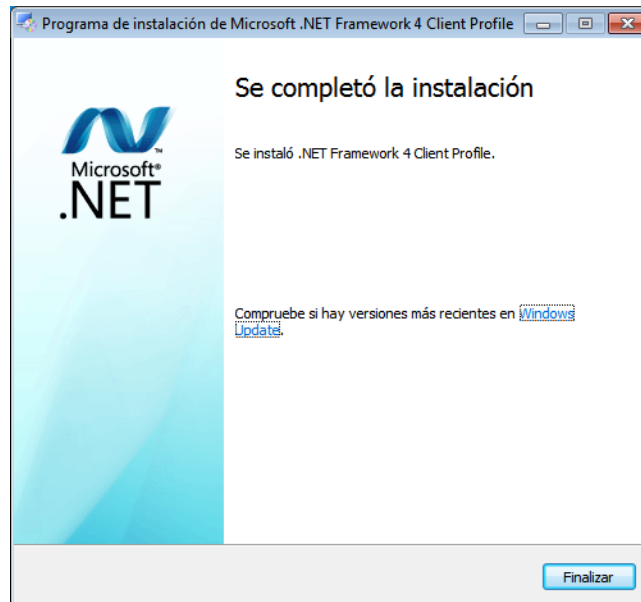 Programa de instalación de Microsoft .NET Framework 4 Client Profile
Se completó la instalación
Se instaló .NET Framework 4 Client Profile.
Microsoft®
.NET
™
Compruebe si hay versiones más recientes en Windows
Update.
Finalizar